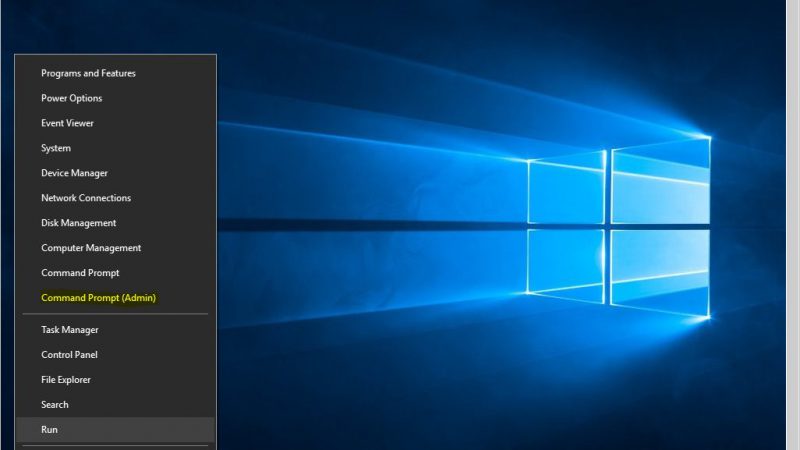 Programs and Features
Power Options
Event Viewer
System
Device Manager
Network Connections
Disk Management
Computer Management
Command Prompt
Command Prompt (Admin)
Task Manager
Control Panel
File Explorer
Search
Run